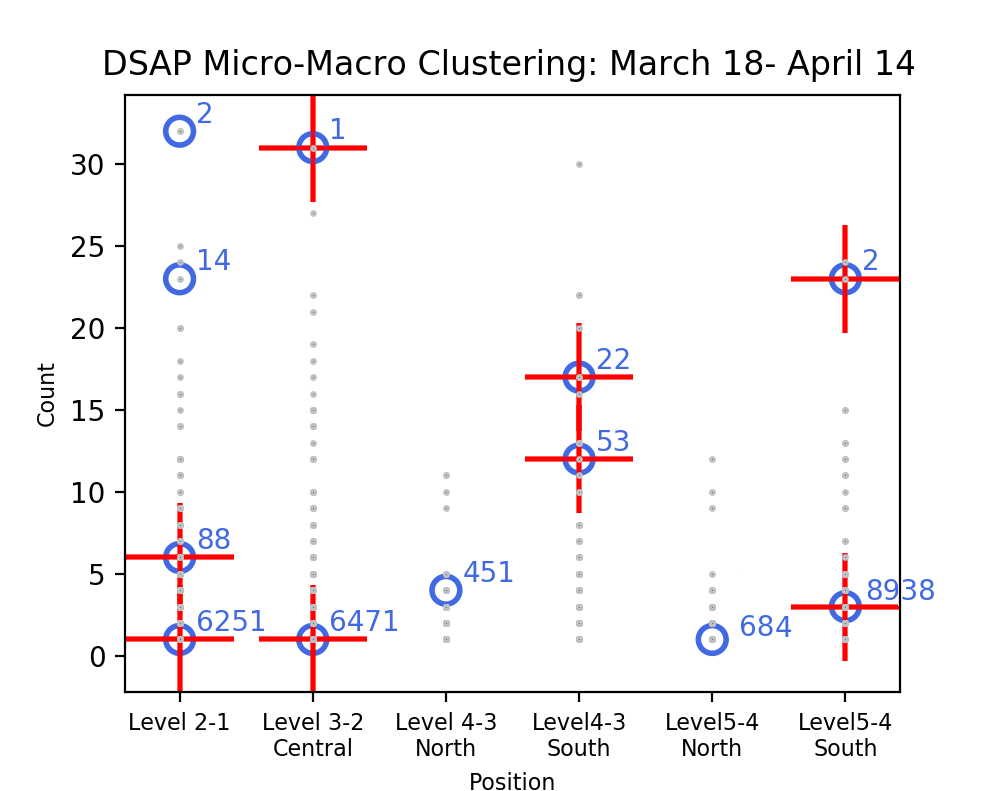 DSAP Micro-Macro Clustering: March 18- April 14
2
1
30
25
14
2
20
22
15
53
10
88
451
5
8938
6251
6471
684
0
Count
Level 2-1
Level 3-2
Central
Level 4-3
North
Level4-3
South
Level5-4
North
Level5-4
South
Position